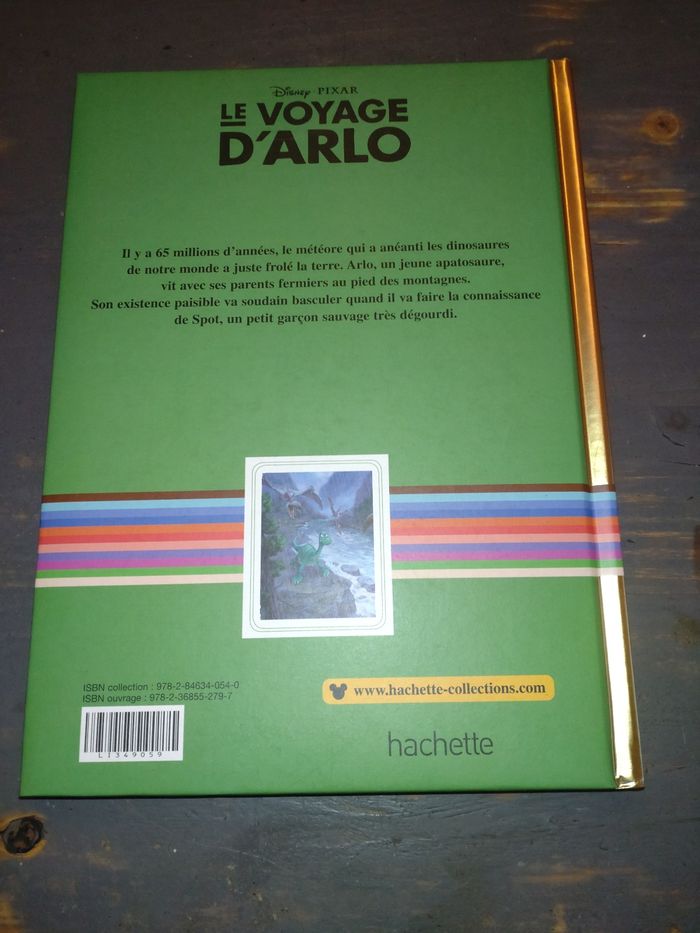 Disney · PIXAR
LE VOYAGE
D'ARLO
Il y a 65 millions d'années, le météore qui a anéanti les dinosaures
de notre monde a juste frolé la terre. Arlo, un jeune apatosaure,
vit avec ses parents fermiers au pied des montagnes.
Son existence paisible va soudain basculer quand il va faire la connaissance
de Spot, un petit garçon sauvage très dégourdi.
ISBN collection : 978-2-84634-054-0
ISBN ouvrage : 978-2-36855-279-7
LI349059
www.hachette-collections.com
hachette